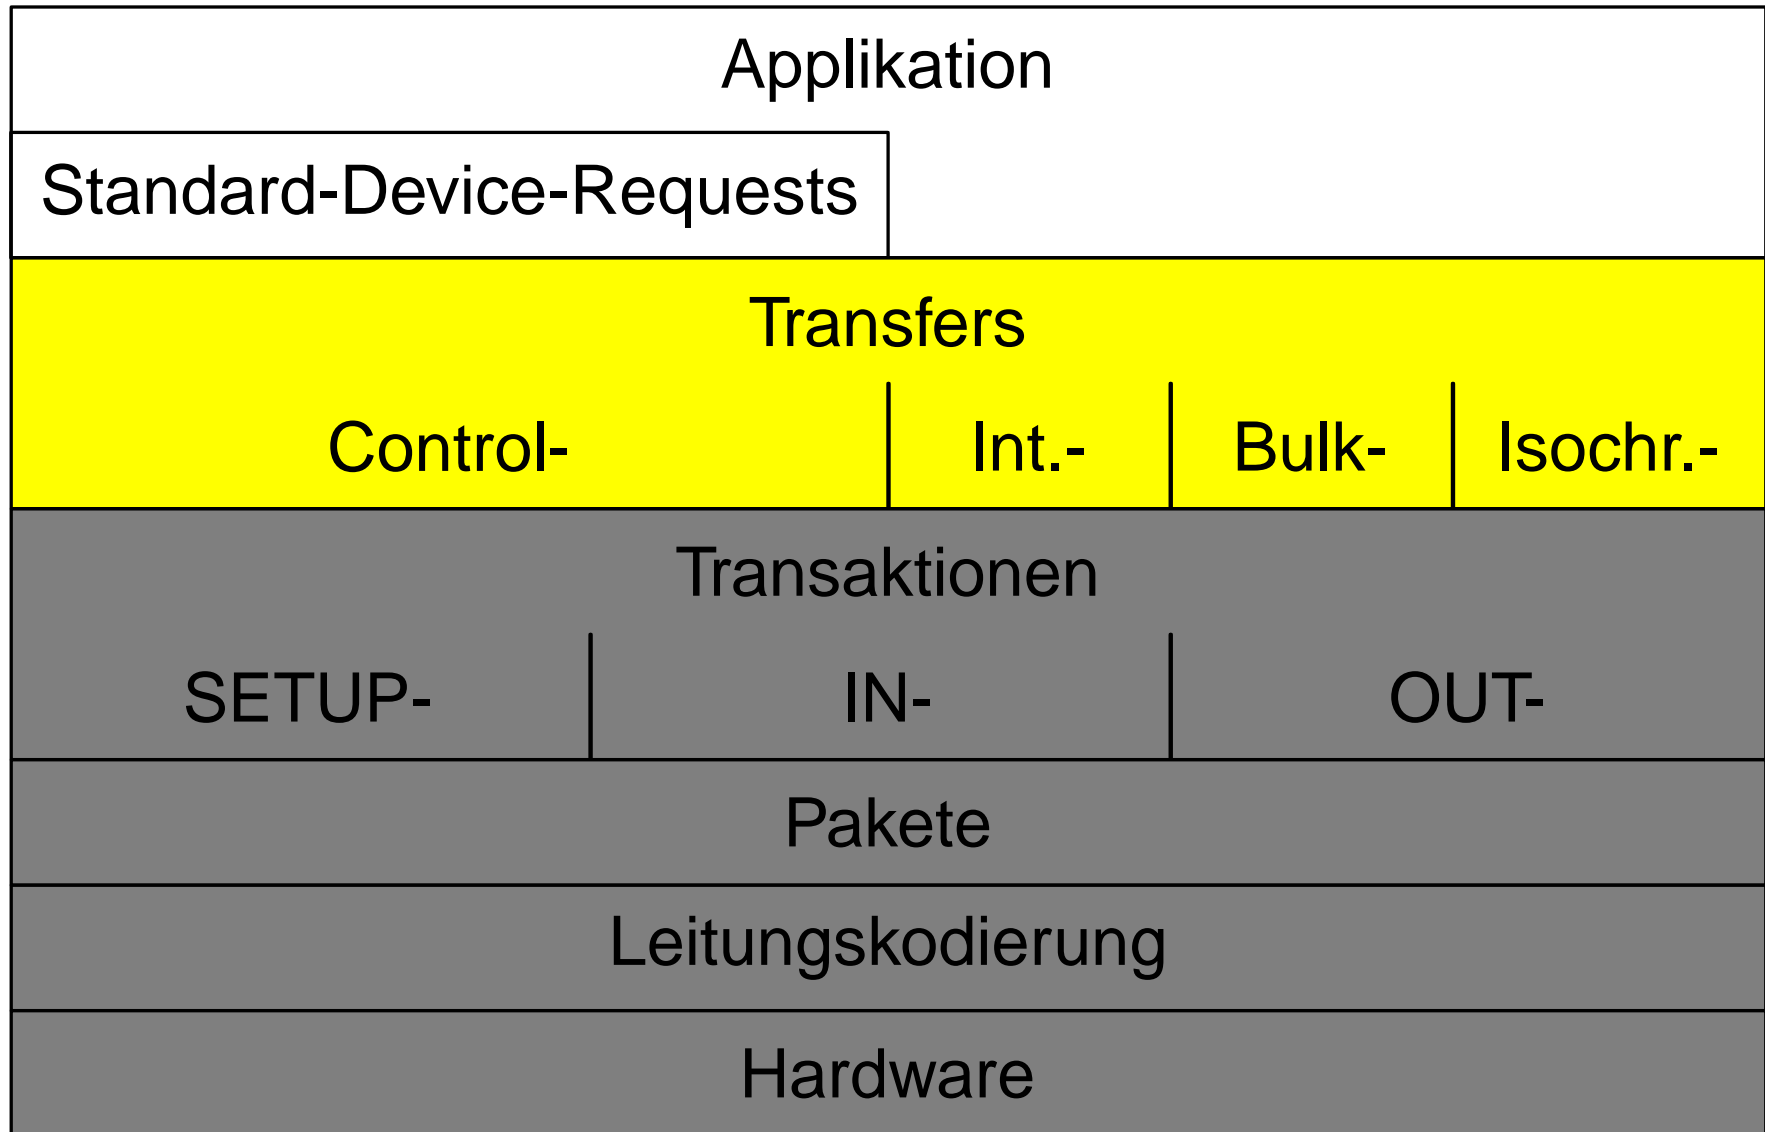 Applikation
Standard-Device-Requests
Transfers
Control- Int.- Bulk- Isochr.-
Transaktionen
SETUP- IN- OUT-
Pakete
Leitungskodierung
Hardware